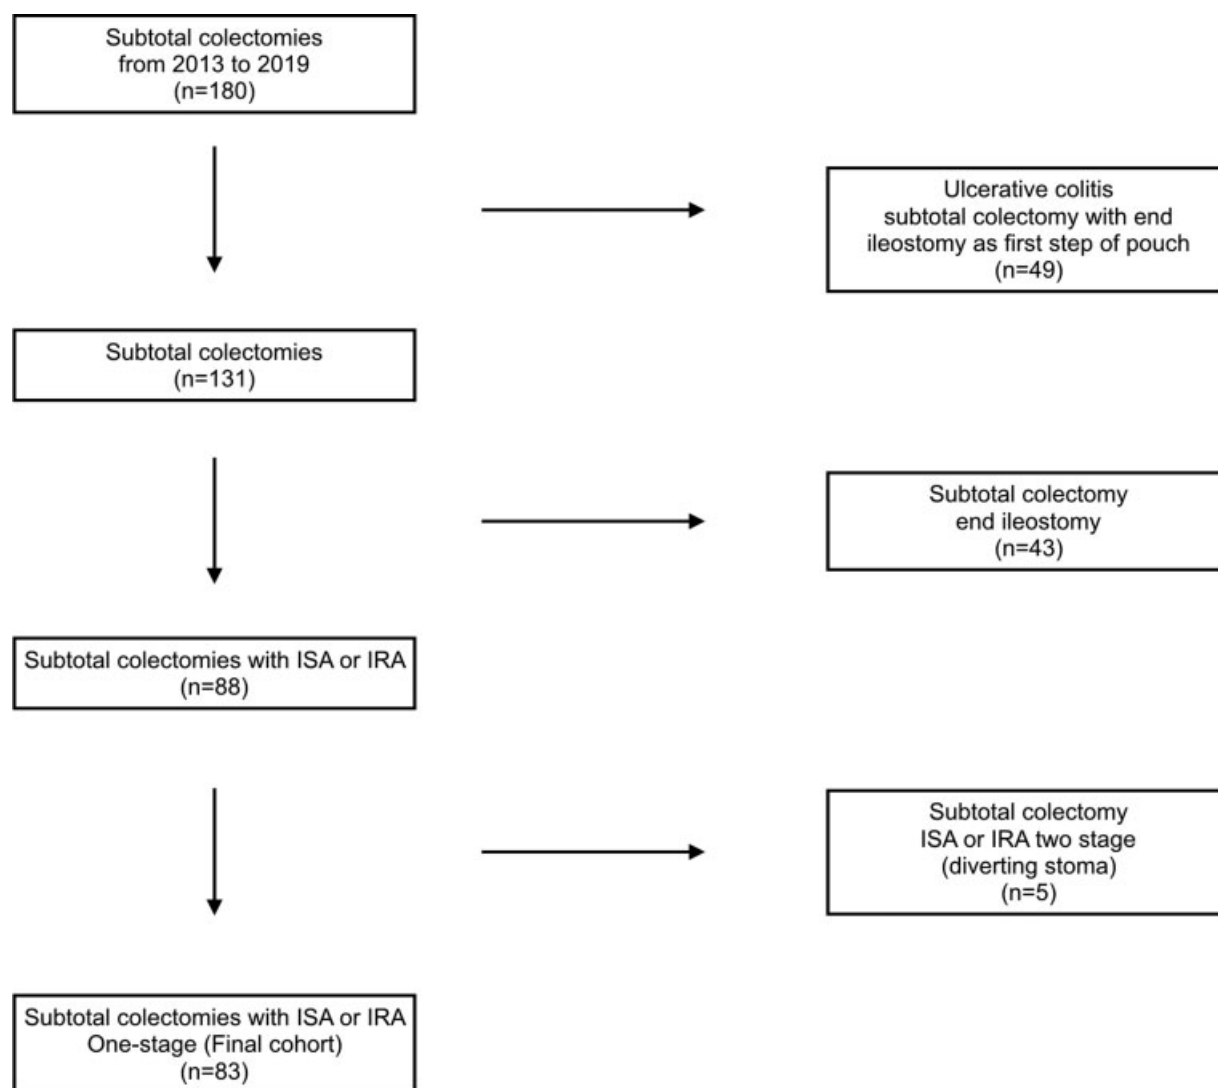 Subtotal colectomies
from 2013 to 2019
(n=180)
Ulcerative colitis
subtotal colectomy with end
ileostomy as first step of pouch
(n=49)
Subtotal colectomies
(n=131)
Subtotal colectomy
end ileostomy
(n=43)
Subtotal colectomies with ISA or IRA
(n=88)
Subtotal colectomy
ISA or IRA two stage
(diverting stoma)
(n=5)
Subtotal colectomies with ISA or IRA
One-stage (Final cohort)
(n=83)